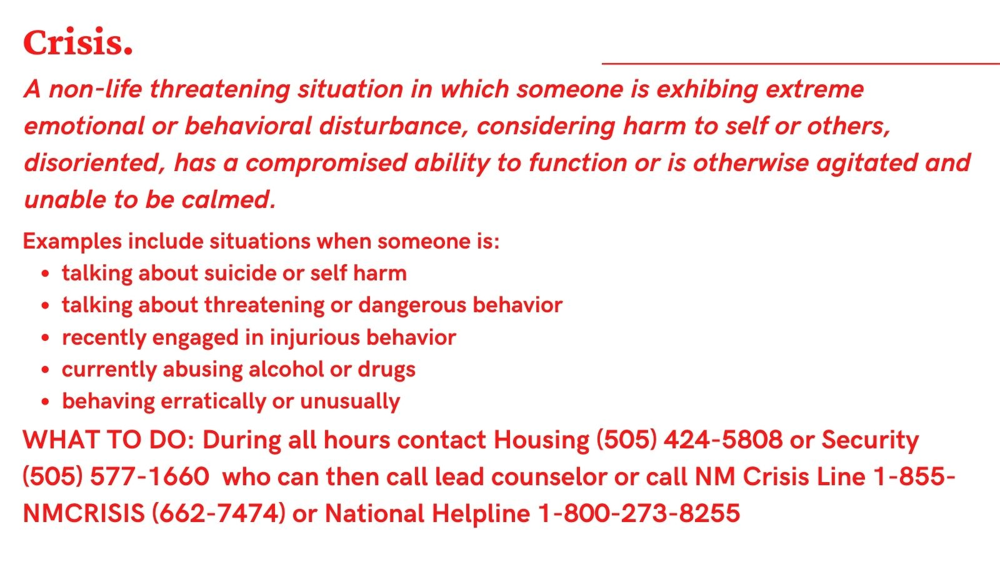 Crisis.
A non-life threatening situation in which someone is exhibing extreme
emotional or behavioral disturbance, considering harm to self or others,
disoriented, has a compromised ability to function or is otherwise agitated and
unable to be calmed.
Examples include situations when someone is:
• talking about suicide or self harm
• talking about threatening or dangerous behavior
• recently engaged in injurious behavior
• currently abusing alcohol or drugs
• behaving erratically or unusually
WHAT TO DO: During all hours contact Housing (505) 424-5808 or Security
(505) 577-1660  who can then call lead counselor or call NM Crisis Line 1-855-
NMCRISIS (662-7474) or National Helpline 1-800-273-8255